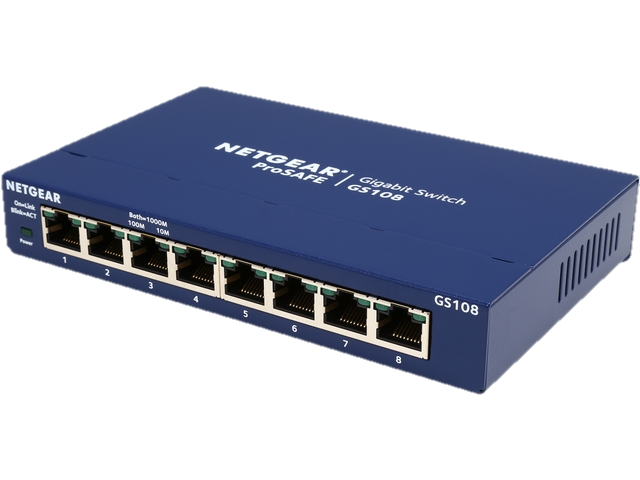 NETGEAR®
ProSAFE
Gigabit Switch
GS108
NETGEAR
On=Link
Blink=ACT
Power
Both=1000M
100M 10M
1 2 3 4 5 6 7 8
GS108